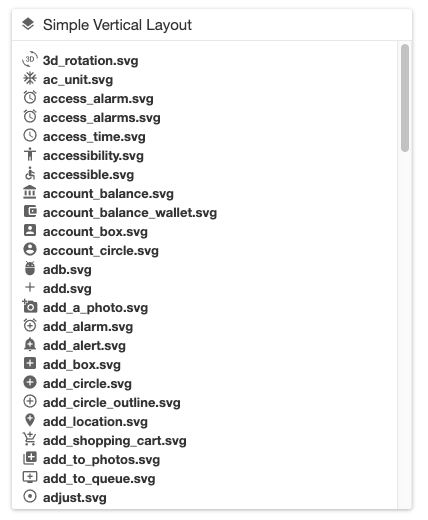 Simple Vertical Layout
3D 3d_rotation.svg
ac_unit.svg
access_alarm.svg
access_alarms.svg
access_time.svg
accessibility.svg
accessible.svg
account_balance.svg
account_balance_wallet.svg
account_box.svg
account_circle.svg
adb.svg
add.svg
add_a_photo.svg
add_alarm.svg
add_alert.svg
add_box.svg
add_circle.svg
add_circle_outline.svg
add_location.svg
add_shopping_cart.svg
add_to_photos.svg
add_to_queue.svg
adjust.svg